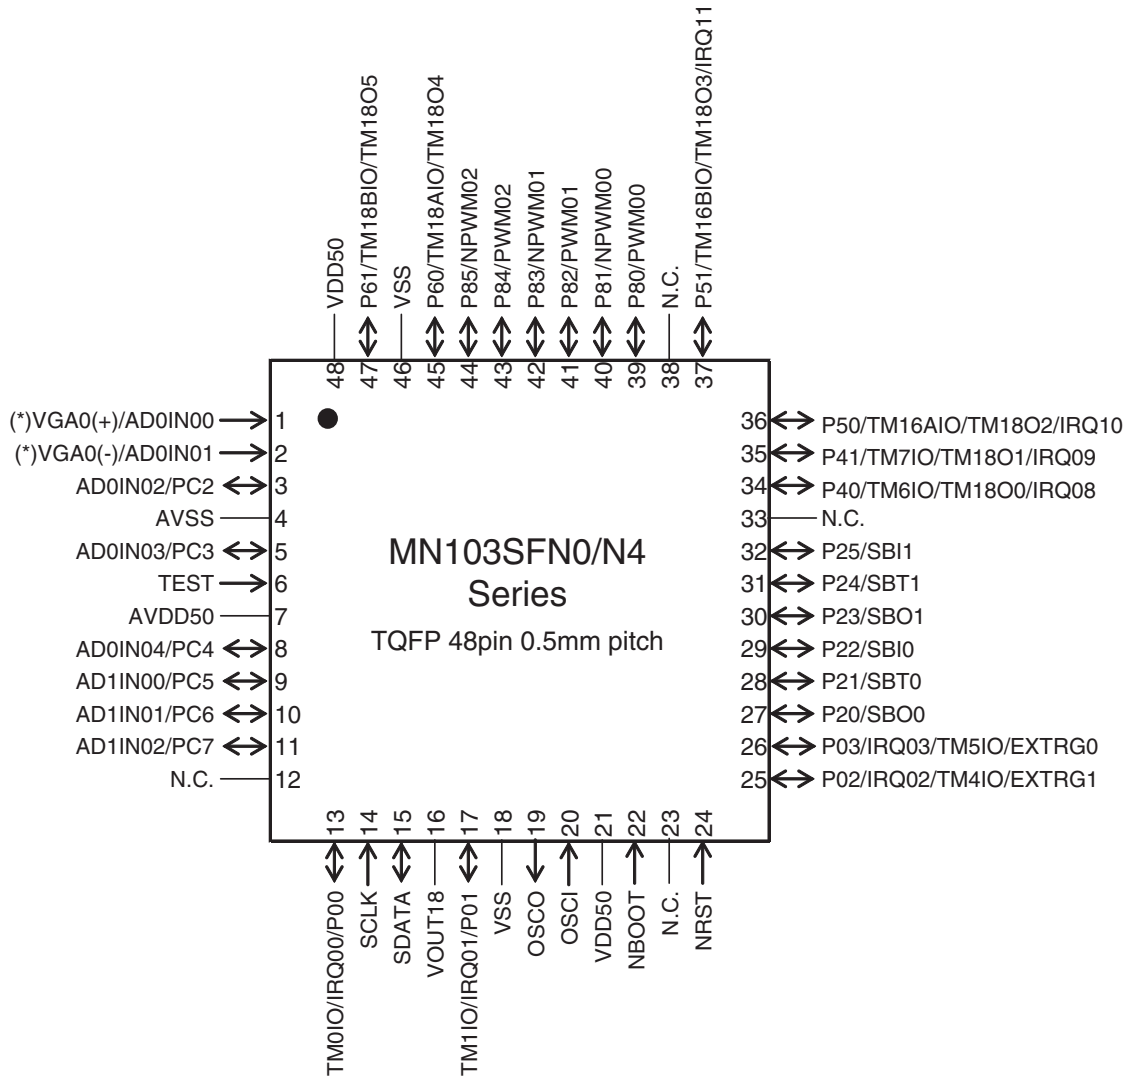 VDD50
P61/TM18BIO/TM18O5
VSS
P60/TM18AIO/TM18O4
P85/NPWM02
P84/PWM02
P83/NPWM01
P82/PWM01
P81/NPWM00
P80/PWM00
N.C.
P51/TM16BIO/TM18O3/IRQ11
48
47
46
45
44
43
42
41
40
39
38
37
(*)VGA0(+)/AD0IN00 1
(*)VGA0(-)/AD0IN01 2
AD0IN02/PC2 3
AVSS 4
AD0IN03/PC3 5
TEST 6
AVDD50 7
AD0IN04/PC4 8
AD1IN00/PC5 9
AD1IN01/PC6 10
AD1IN02/PC7 11
N.C. 12
MN103SFN0/N4
Series
TQFP 48pin 0.5mm pitch
36 P50/TM16AIO/TM18O2/IRQ10
35 P41/TM7IO/TM18O1/IRQ09
34 P40/TM6IO/TM18O0/IRQ08
33 N.C.
32 P25/SBI1
31 P24/SBT1
30 P23/SBO1
29 P22/SBI0
28 P21/SBT0
27 P20/SBO0
26 P03/IRQ03/TM5IO/EXTRG0
25 P02/IRQ02/TM4IO/EXTRG1
13
14
15
16
17
18
19
20
21
22
23
24
TM0IO/IRQ00/P00
SCLK
SDATA
VOUT18
TM1IO/IRQ01/P01
VSS
OSCO
OSCI
VDD50
NBOOT
N.C.
NRST